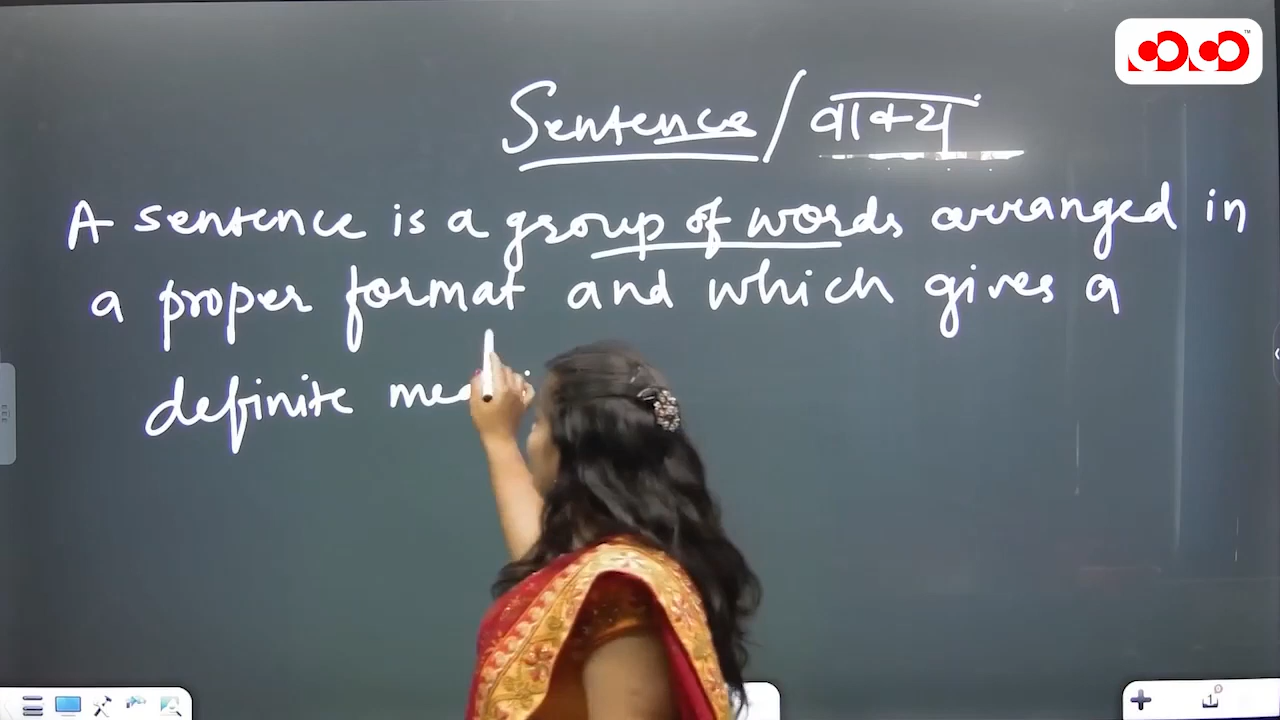 Sentence / वाक्य
A sentence is a group of words arranged in
a proper format and which gives a
definite